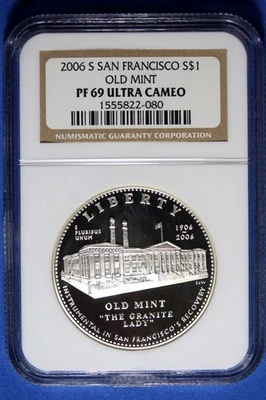 2006 S SAN FRANCISCO S$1
OLD MINT
PF 69 ULTRA CAMEO
1555822-080
NUMISMATIC GUARANTY CORPORATION
LIBERTY
E
PLURIBUS
UNUM
1906
2006
SJW
OLD MINT
"THE GRANITE
LADY"
INSTRUMENTAL IN SAN FRANCISCO'S RECOVERY